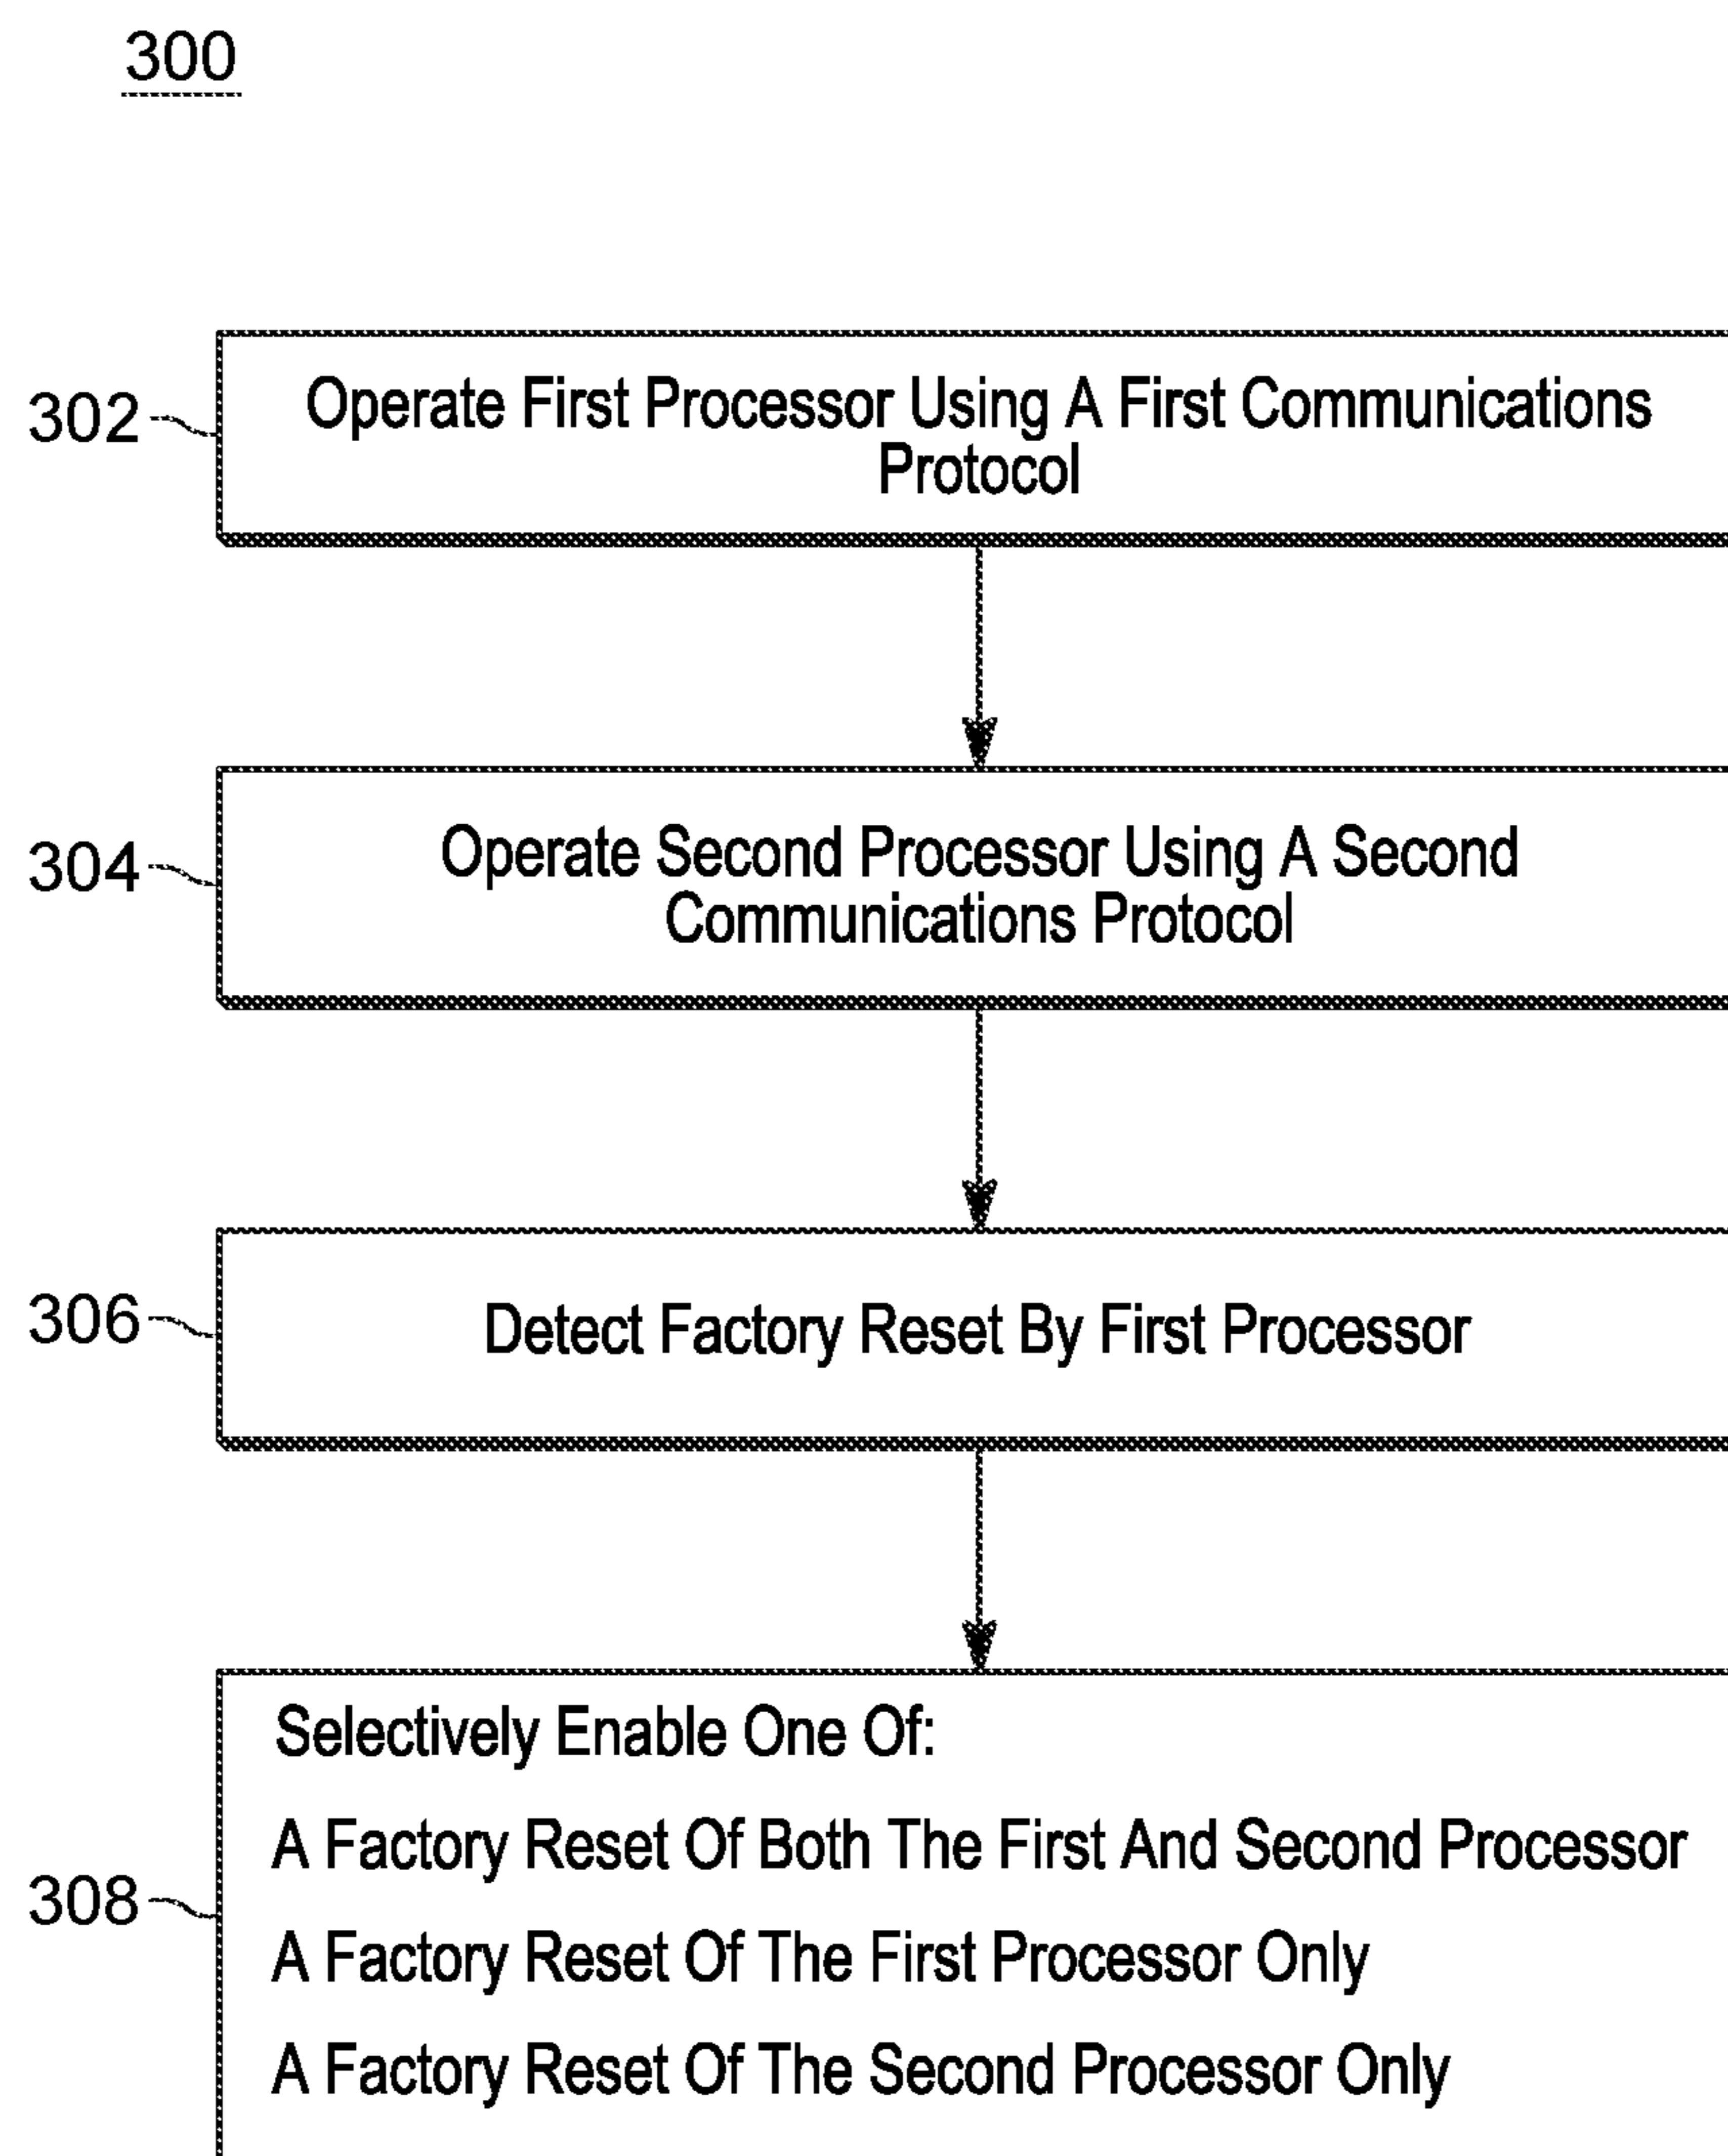 300
302
Operate First Processor Using A First Communications
Protocol
304
Operate Second Processor Using A Second
Communications Protocol
306
Detect Factory Reset By First Processor
308
Selectively Enable One Of:
A Factory Reset Of Both The First And Second Processor
A Factory Reset Of The First Processor Only
A Factory Reset Of The Second Processor Only